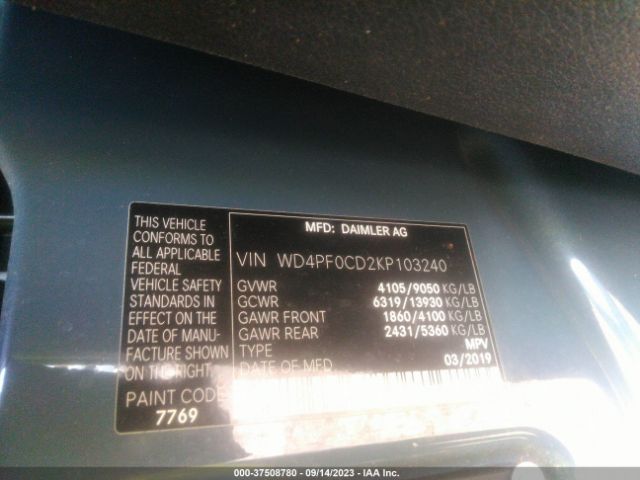 THIS VEHICLE
CONFORMS TO
ALL APPLICABLE
FEDERAL
VEHICLE SAFETY
STANDARDS IN
EFFECT ON THE
DATE OF MANU-
FACTURE SHOWN
ON THE RIGHT.
PAINT CODE
7769
MFD: DAIMLER AG
VIN WD4PF0CD2KP103240
GVWR 4105/9050 KG/LB
GCWR 6319/13930 KG/LB
GAWR FRONT 1860/4100 KG/LB
GAWR REAR 2431/5360 KG/LB
TYPE MPV
DATE OF MFD 03/2019
000-37508780 - 09/14/2023 - IAA Inc.